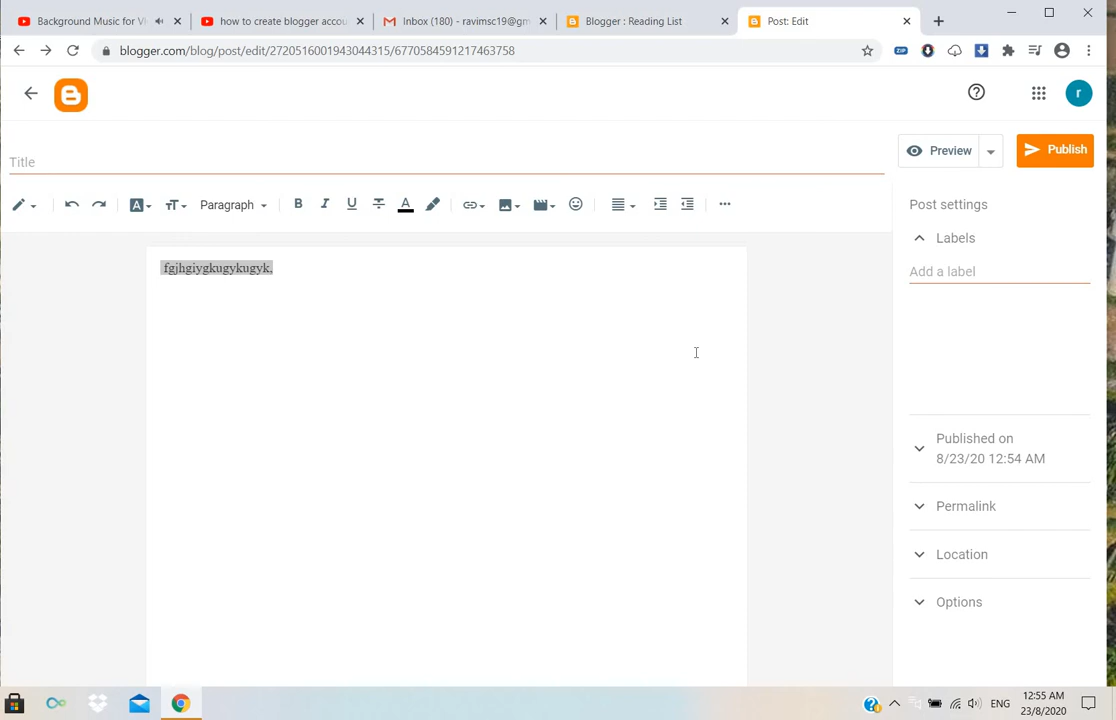 Background Music for V
how to create blogger accou
Inbox (180) - ravimsc19@gm
Blogger : Reading List
Post: Edit
blogger.com/blog/post/edit/2720516001943044315/6770584591217463758
ZIP
r
Title
Preview
Publish
Paragraph
Post settings
Labels
fgjhgiygkugykugyk,
Add a label
Published on
8/23/20 12:54 AM
Permalink
Location
Options
ENG
12:55 AM
23/8/2020